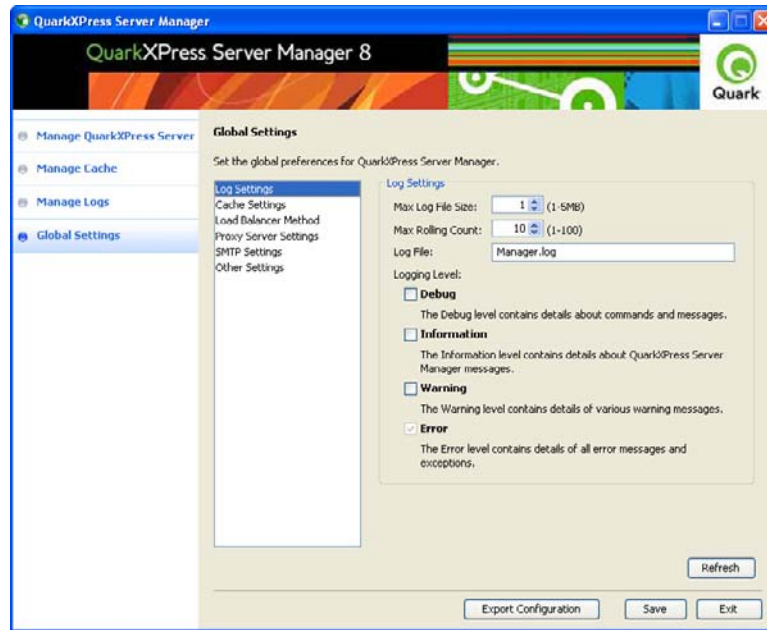 QuarkXPress Server Manager
QuarkXPress Server Manager 8
Quark
Manage QuarkXPress Server
Manage Cache
Manage Logs
Global Settings
Global Settings
Set the global preferences for QuarkXPress Server Manager.
Log Settings
Cache Settings
Load Balancer Method
Proxy Server Settings
SMTP Settings
Other Settings
Log Settings
Max Log File Size: 1 (1-5MB)
Max Rolling Count: 10 (1-100)
Log File: Manager.log
Logging Level:
Debug
The Debug level contains details about commands and messages.
Information
The Information level contains details about QuarkXPress Server
Manager messages.
Warning
The Warning level contains details of various warning messages.
Error
The Error level contains details of all error messages and
exceptions.
Refresh
Export Configuration Save Exit